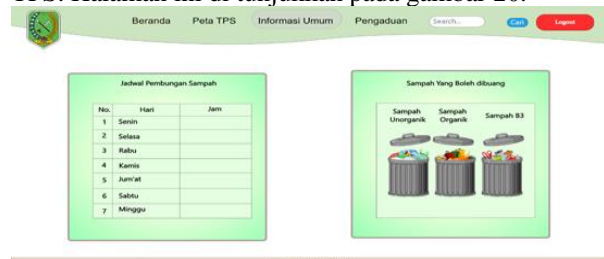 TPS. Halaman ini di tunjukkan pada gambar 20.
Beranda Peta TPS Informasi Umum Pengaduan Search... Cari Logout
Jadwal Pembungan Sampah
No. Hari Jam
1 Senin
2 Selasa
3 Rabu
4 Kamis
5 Jum'at
6 Sabtu
7 Minggu
Sampah Yang Boleh dibuang
Sampah Unorganik
Sampah Organik
Sampah B3